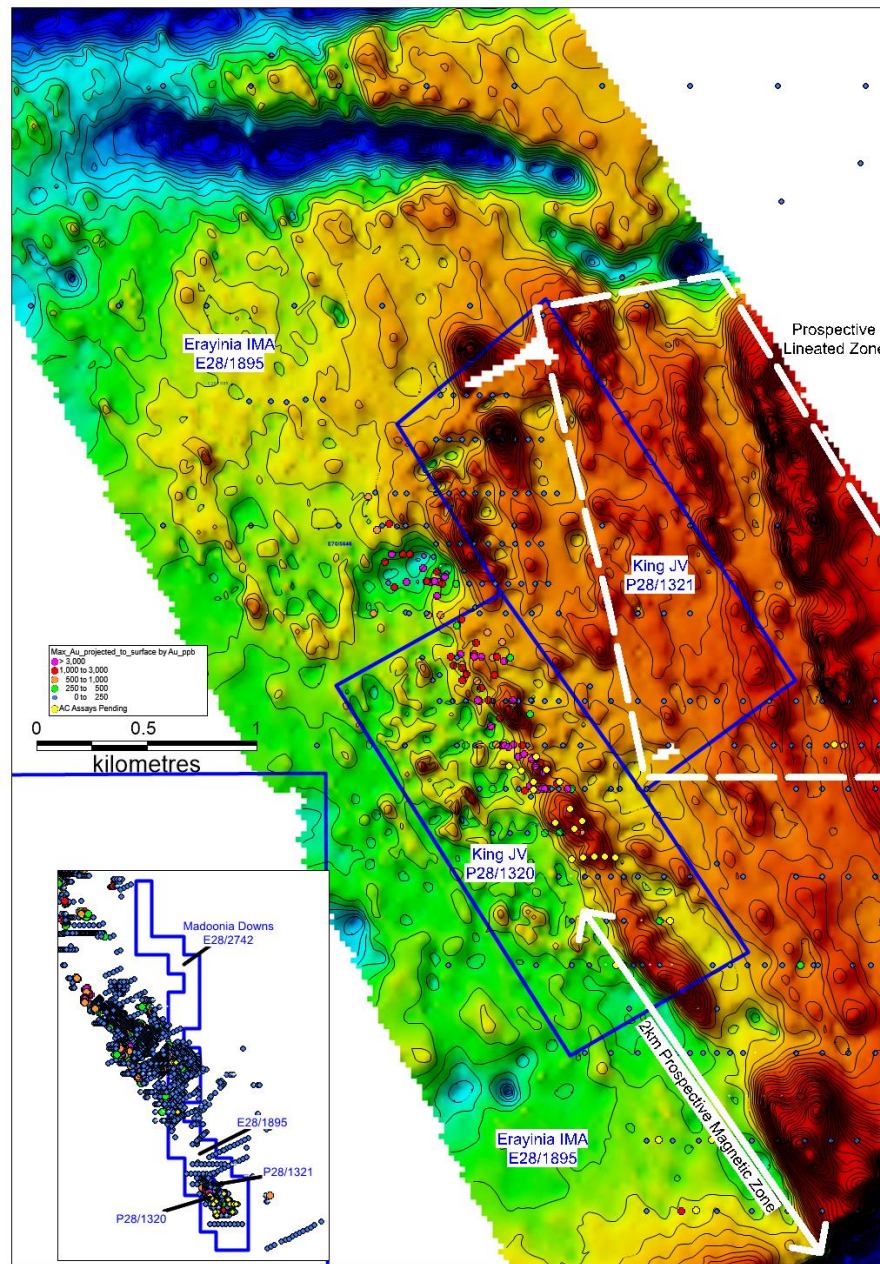 Prospective
Lineated Zone
Erayinia IMA
E28/1895
E70/5646
King JV
P28/1321
Max_Au_projected_to_surface by Au_ppb
> 3,000
1,000 to 3,000
500 to 1,000
250 to 500
0 to 250
AC Assays Pending
0 0.5 1
kilometres
King JV
P28/1320
2km Prospective Magnetic Zone
Erayinia IMA
E28/1895
Madoonia Downs
E28/2742
E28/1895
P28/1321
P28/1320